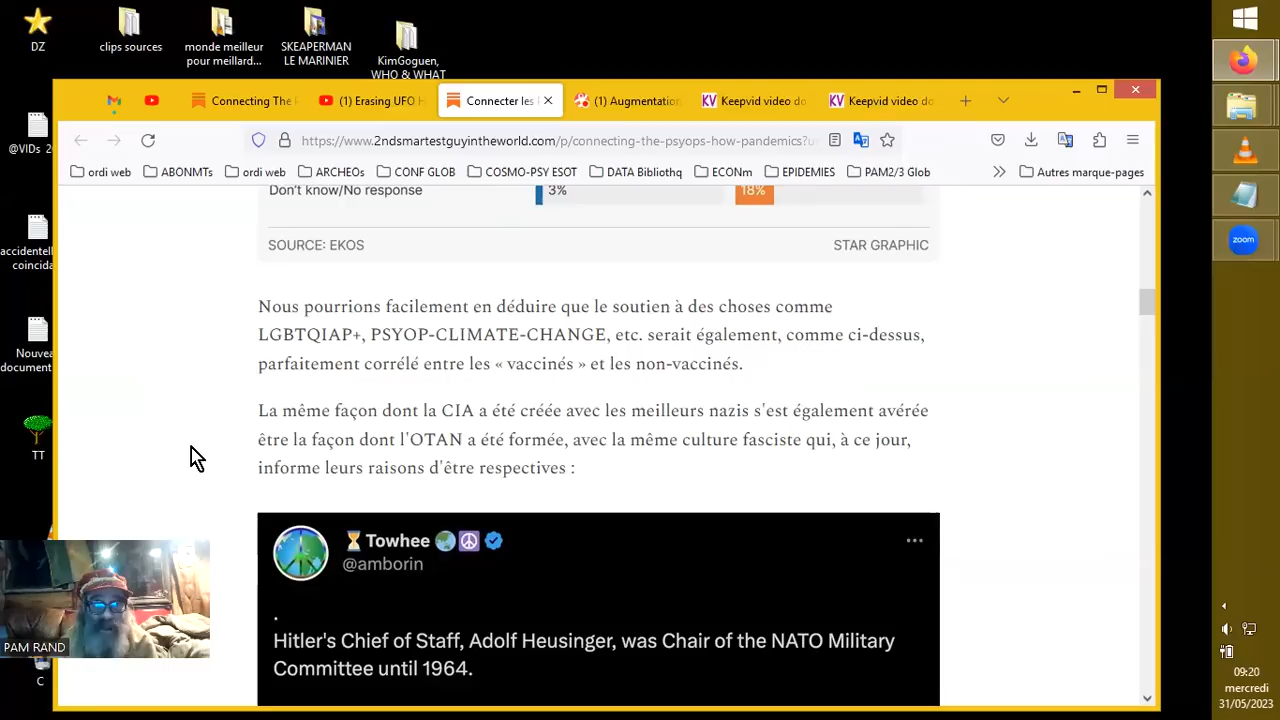 DZ
clips sources
monde meilleur
pour meillard...
SKEAPERMAN
LE MARINIER
KimGoguen,
WHO & WHAT
@VIDs 2
accidentell
coincida
Nouvea
document
TT
C
Connecting The
(1) Erasing UFO H
Connecter les
(1) Augmentation
KV Keepvid video do
KV Keepvid video do
https://www.2ndsmartestguyintheworld.com/p/connecting-the-psyops-how-pandemics?u
ordi web
ABONMTs
ordi web
ARCHEOs
CONF GLOB
COSMO-PSY ESOT
DATA Bibliothq
ECONm
EPIDEMIES
PAM2/3 Glob
Autres marque-pages
Don't know/No response 3% 18%
SOURCE: EKOS STAR GRAPHIC
Nous pourrions facilement en déduire que le soutien à des choses comme
LGBTQIAP+, PSYOP-CLIMATE-CHANGE, etc. serait également, comme ci-dessus,
parfaitement corrélé entre les « vaccinés » et les non-vaccinés.
La même façon dont la CIA a été créée avec les meilleurs nazis s'est également avérée
être la façon dont l'OTAN a été formée, avec la même culture fasciste qui, à ce jour,
informe leurs raisons d'être respectives :
Towhee
@amborin
.
Hitler's Chief of Staff, Adolf Heusinger, was Chair of the NATO Military
Committee until 1964.
PAM RAND
zoom
09:20
mercredi
31/05/2023